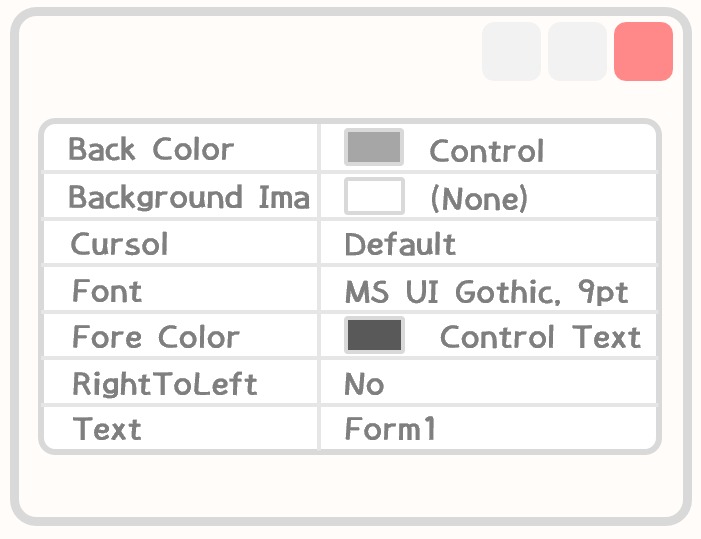 Back Color Control
Background Ima (None)
Cursol Default
Font MS UI Gothic, 9pt
Fore Color Control Text
RightToLeft No
Text Form1